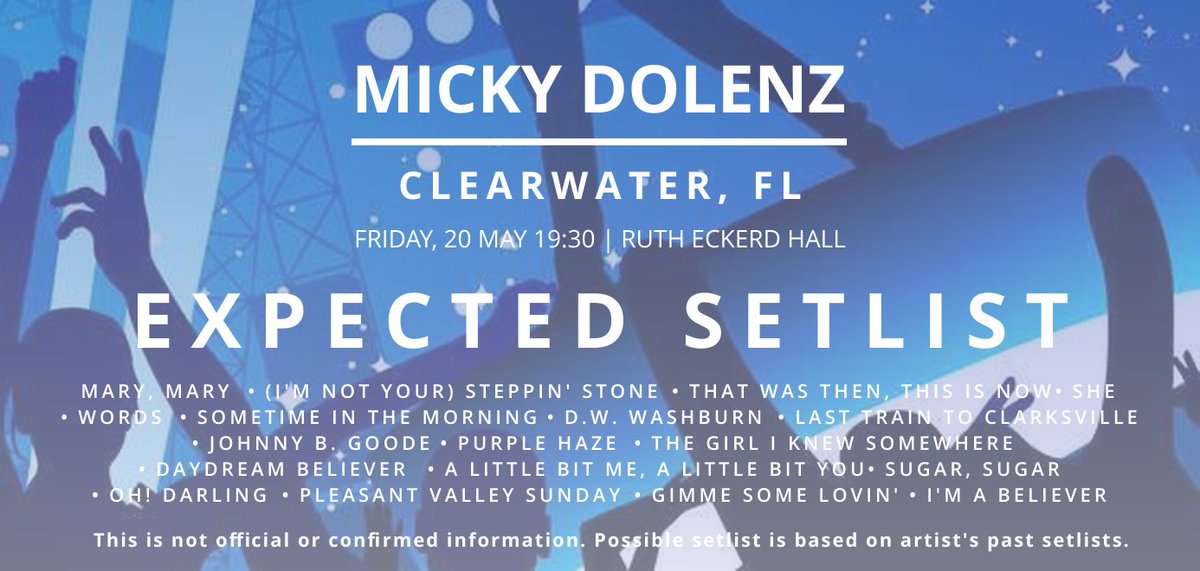 MICKY DOLENZ
CLEARWATER, FL
FRIDAY, 20 MAY 19:30 | RUTH ECKERD HALL
EXPECTED SETLIST
MARY, MARY • (I'M NOT YOUR) STEPPIN' STONE • THAT WAS THEN, THIS IS NOW• SHE
• WORDS • SOMETIME IN THE MORNING • D.W. WASHBURN • LAST TRAIN TO CLARKSVILLE
• JOHNNY B. GOODE • PURPLE HAZE • THE GIRL I KNEW SOMEWHERE
• DAYDREAM BELIEVER • A LITTLE BIT ME, A LITTLE BIT YOU• SUGAR, SUGAR
• OH! DARLING • PLEASANT VALLEY SUNDAY • GIMME SOME LOVIN' • I'M A BELIEVER
This is not official or confirmed information. Possible setlist is based on artist's past setlists.